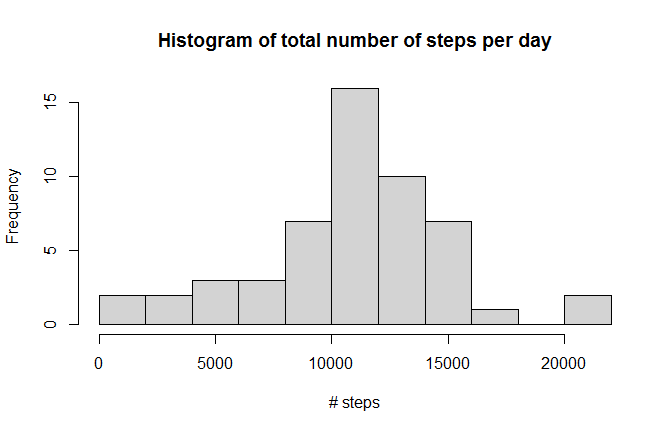 Histogram of total number of steps per day
Frequency
15
10
5
0
0 5000 10000 15000 20000
# steps